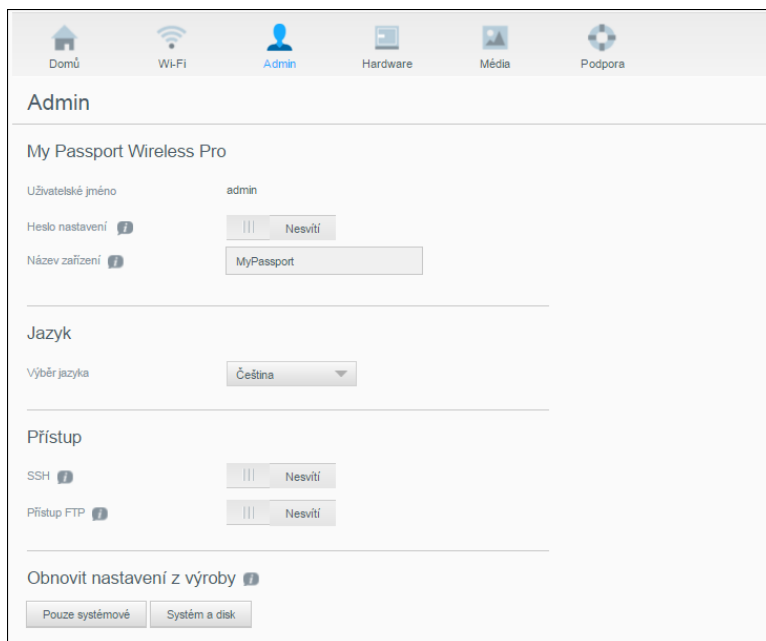 Domů Wi-Fi Admin Hardware Média Podpora
Admin
My Passport Wireless Pro
Uživatelské jméno admin
Heslo nastavení i Nesvítí
Název zařízení i MyPassport
Jazyk
Výběr jazyka Čeština
Přístup
SSH i Nesvítí
Přístup FTP i Nesvítí
Obnovit nastavení z výroby i
Pouze systémové Systém a disk